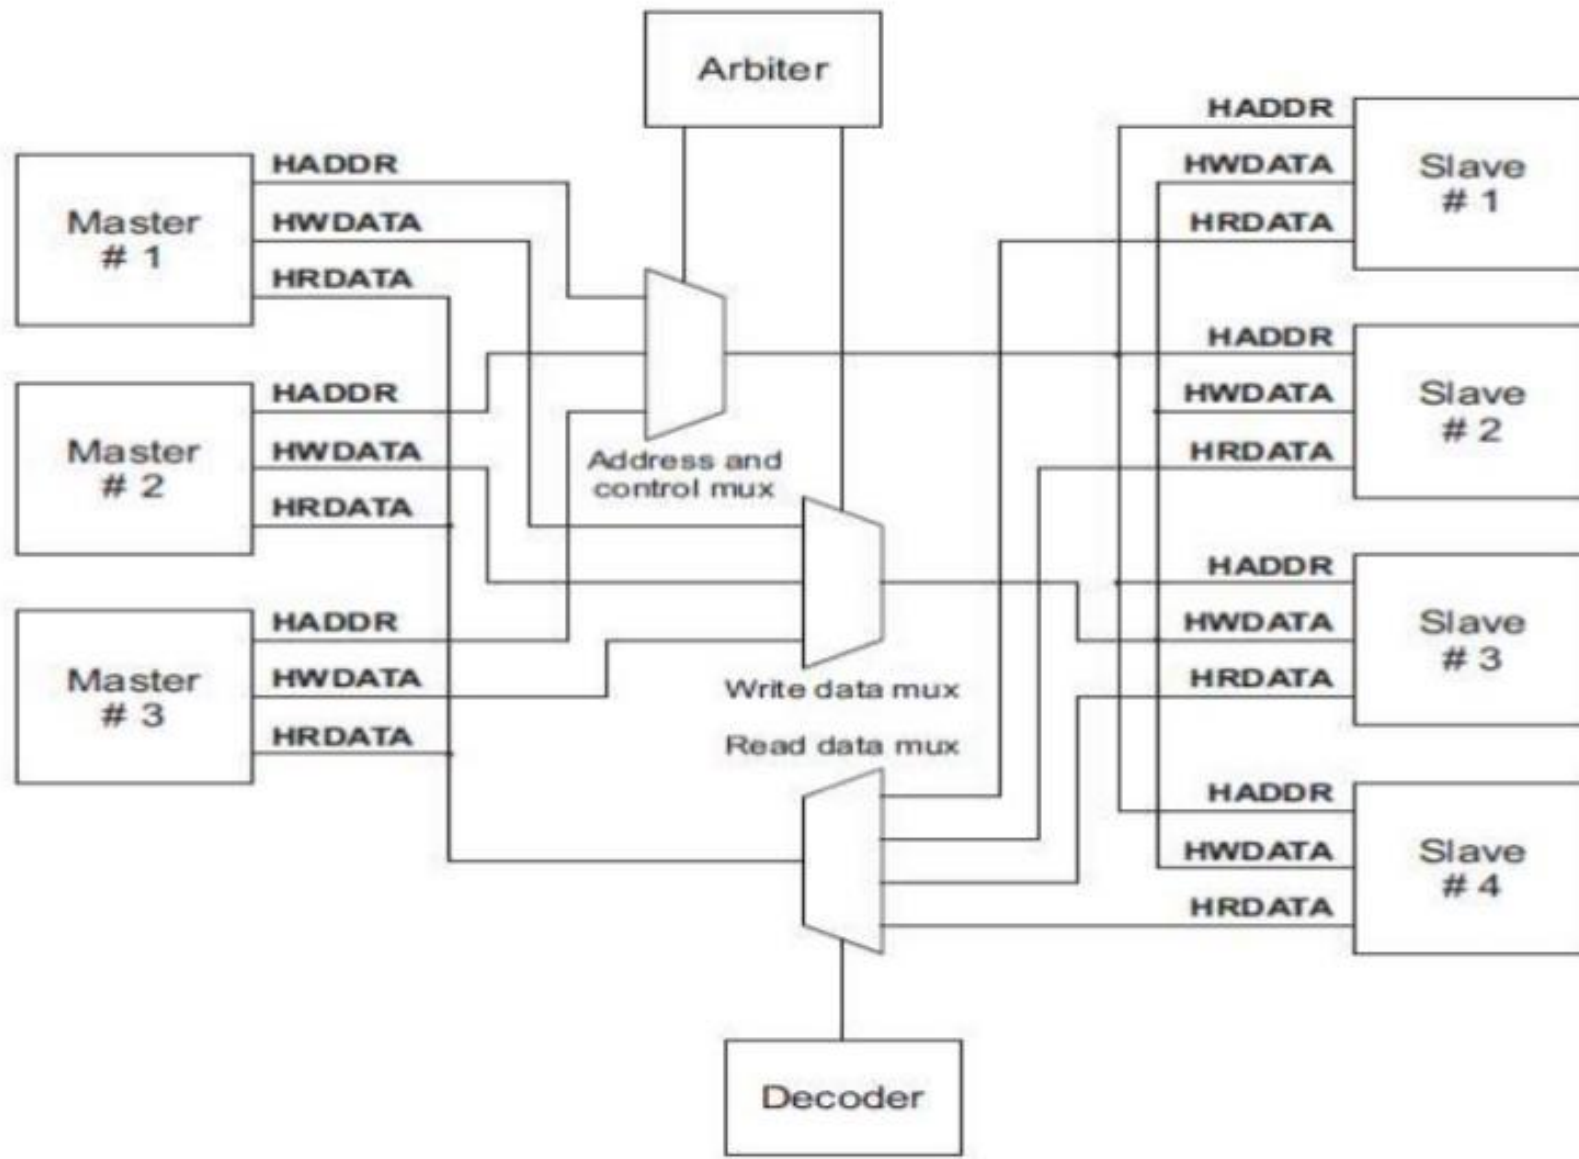 Arbiter
Master
# 1
HADDR
HWDATA
HRDATA
Master
# 2
HADDR
HWDATA
HRDATA
Master
# 3
HADDR
HWDATA
HRDATA
Address and
control mux
Write data mux
Read data mux
HADDR
HWDATA
HRDATA
Slave
# 1
HADDR
HWDATA
HRDATA
Slave
# 2
HADDR
HWDATA
HRDATA
Slave
# 3
HADDR
HWDATA
HRDATA
Slave
# 4
Decoder